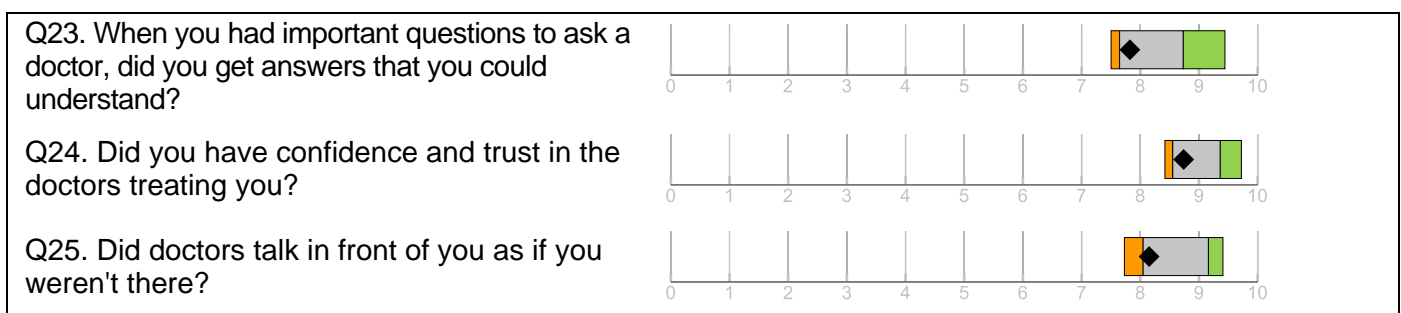 Q23. When you had important questions to ask a
doctor, did you get answers that you could
understand?
0 1 2 3 4 5 6 7 8 9 10
Q24. Did you have confidence and trust in the
doctors treating you?
0 1 2 3 4 5 6 7 8 9 10
Q25. Did doctors talk in front of you as if you
weren't there?
0 1 2 3 4 5 6 7 8 9 10